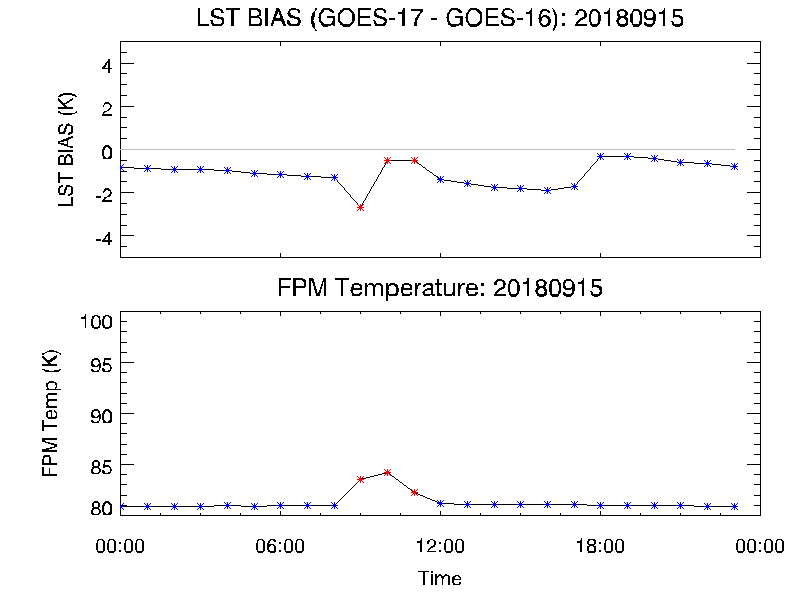 LST BIAS (GOES-17 - GOES-16): 20180915
4
2
0
-2
-4
LST BIAS (K)
FPM Temperature: 20180915
100
95
90
85
80
FPM Temp (K)
00:00 06:00 12:00 18:00 00:00
Time